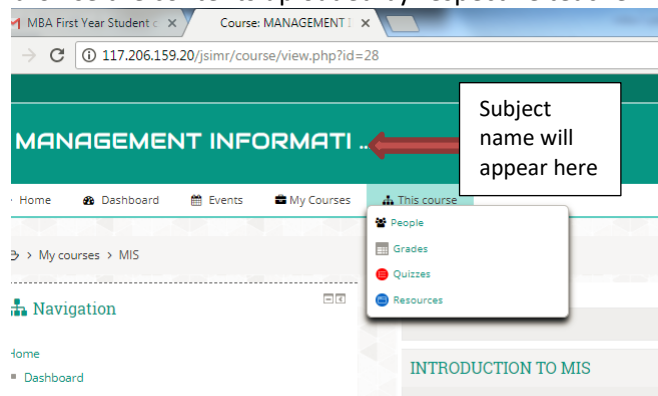 MBA First Year Student c
Course: MANAGEMENT I
117.206.159.20/jsimr/course/view.php?id=28
MANAGEMENT INFORMATI ..
Subject
name will
appear here
Home Dashboard Events My Courses This course
People
> My courses > MIS
Grades
Quizzes
Navigation
Resources
Home
INTRODUCTION TO MIS
Dashboard